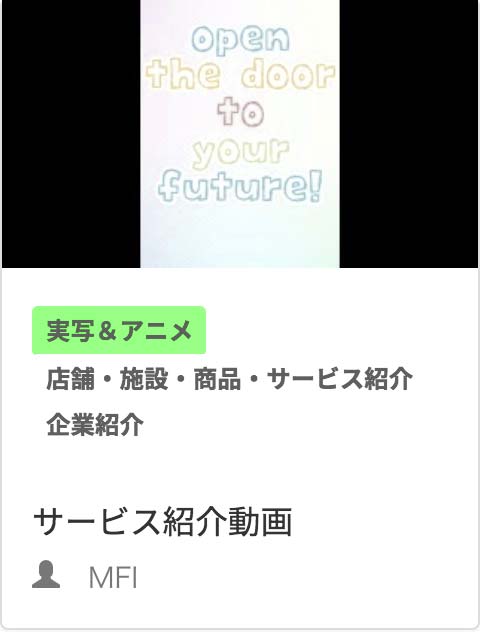 open
the door
to
your
future!
実写＆アニメ
店舗・施設・商品・サービス紹介
企業紹介
サービス紹介動画
MFI